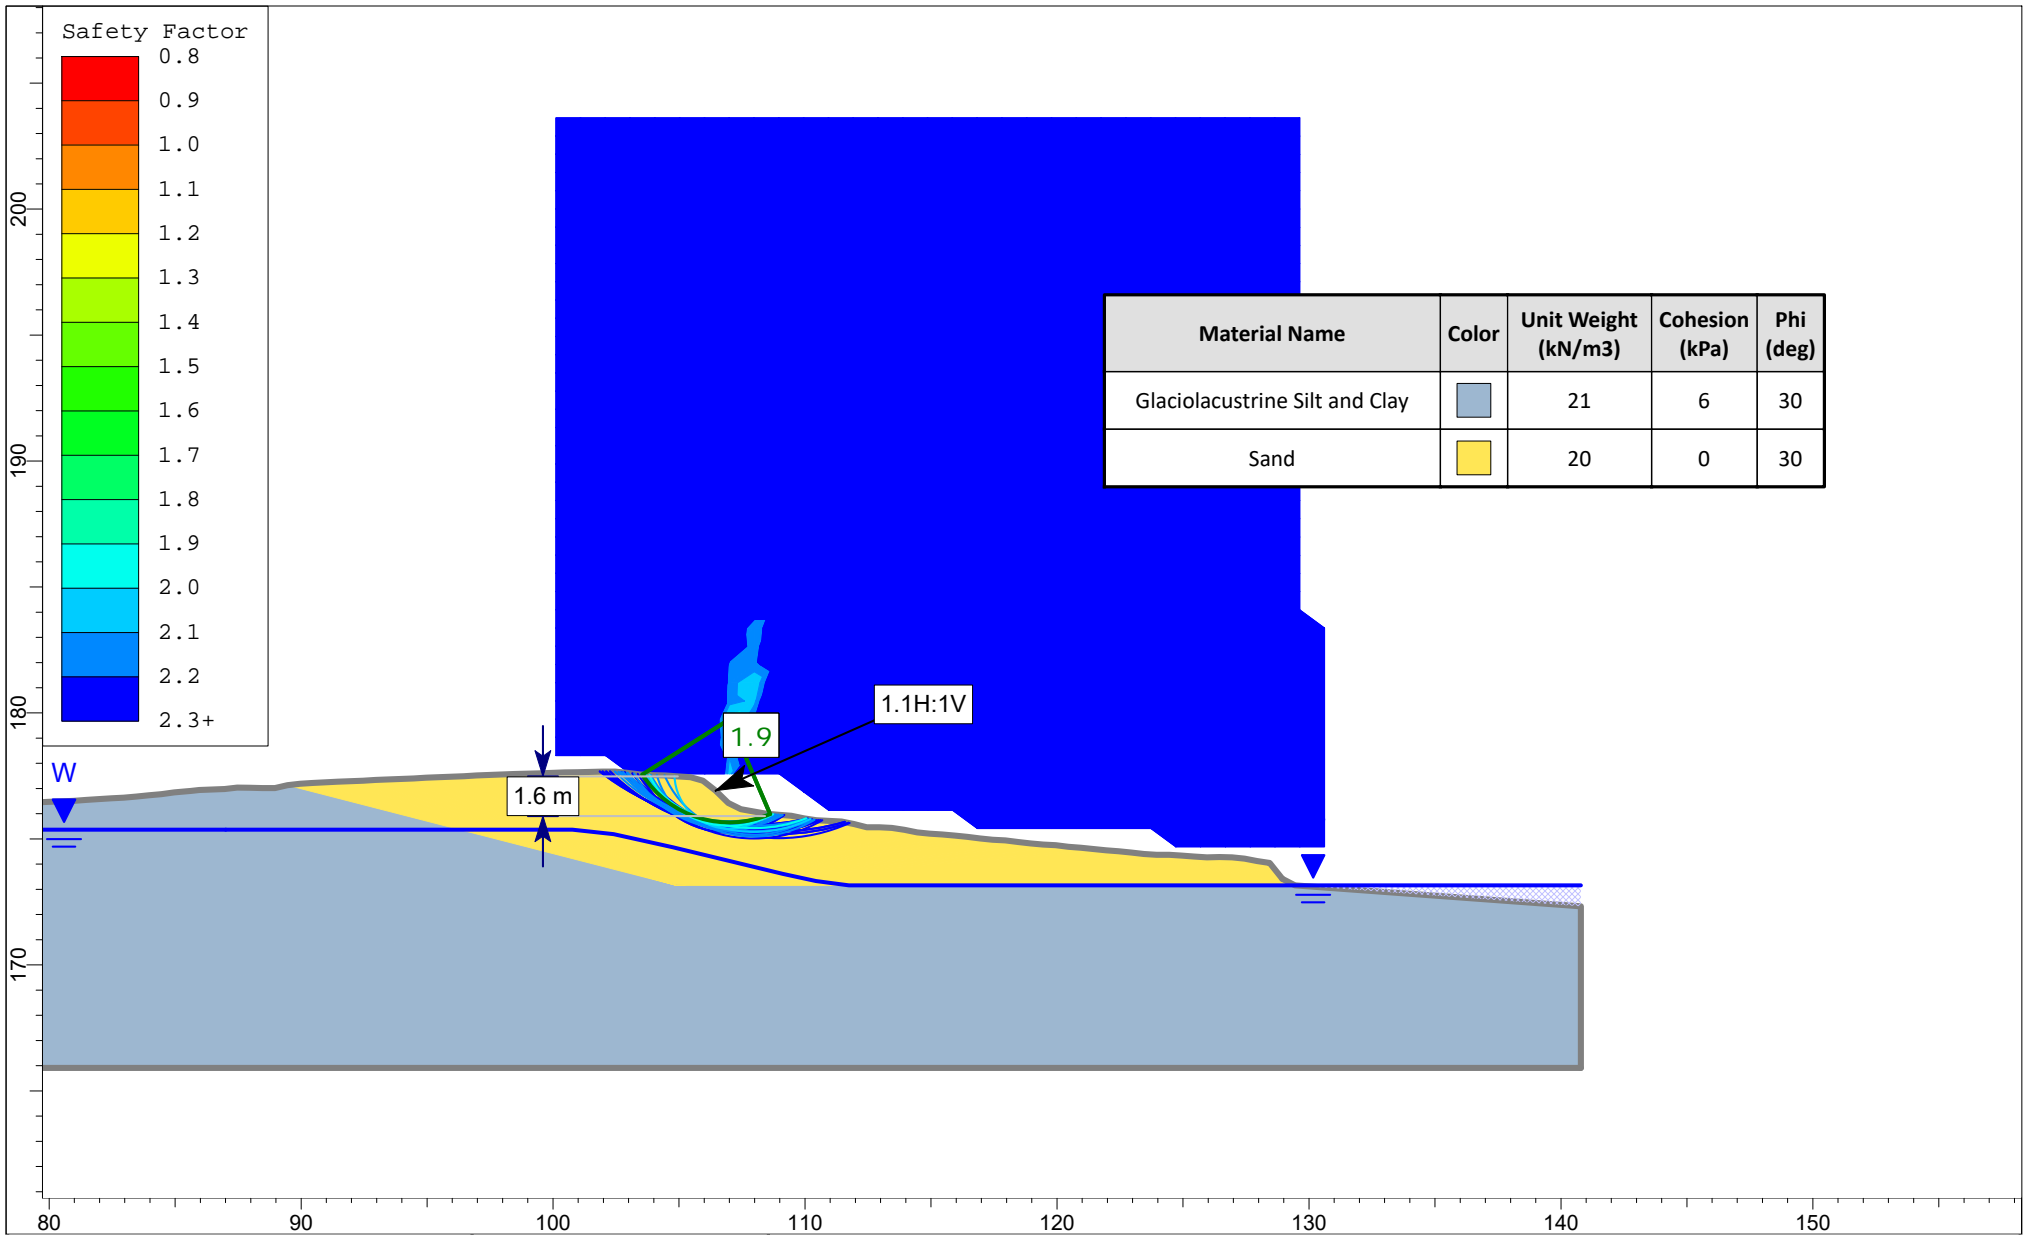 Safety Factor
0.8
0.9
1.0
1.1
1.2
1.3
1.4
1.5
1.6
1.7
1.8
1.9
2.0
2.1
2.2
2.3+
200
190
180
170
Material Name Color Unit Weight (kN/m3) Cohesion (kPa) Phi (deg)
Glaciolacustrine Silt and Clay 21 6 30
Sand 20 0 30
1.1H:1V
1.9
W
1.6 m
80 90 100 110 120 130 140 150